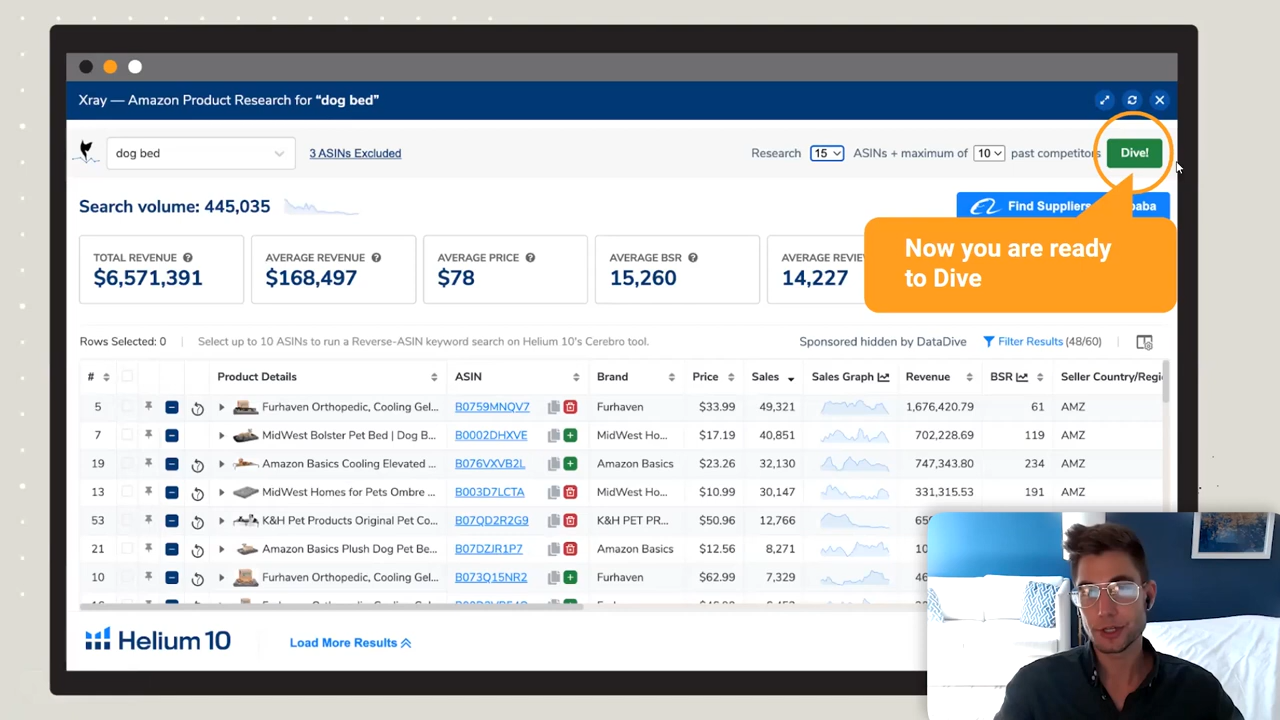 Xray — Amazon Product Research for “dog bed”
dog bed
3 ASINs Excluded
Research 15 ASINs + maximum of 10 past competitors Dive!
Search volume: 445,035
Find Suppliers
Now you are ready
to Dive
TOTAL REVENUE
$6,571,391
AVERAGE REVENUE
$168,497
AVERAGE PRICE
$78
AVERAGE BSR
15,260
AVERAGE
14,227
Rows Selected: 0 Select up to 10 ASINs to run a Reverse-ASIN keyword search on Helium 10's Cerebro tool. Sponsored hidden by DataDive Filter Results (48/60)
# Product Details ASIN Brand Price Sales Sales Graph Revenue BSR Seller Country/Regi
5 Furhaven Orthopedic, Cooling Gel... B0759MNQV7 Furhaven $33.99 49,321 1,676,420.79 61 AMZ
7 MidWest Bolster Pet Bed | Dog B... B0002DHXVE MidWest Ho... $17.19 40,851 702,228.69 119 AMZ
19 Amazon Basics Cooling Elevated ... B076VXVB2L Amazon Basics $23.26 32,130 747,343.80 234 AMZ
13 MidWest Homes for Pets Ombre ... B003D7LCTA MidWest Ho... $10.99 30,147 331,315.53 191 AMZ
53 K&H Pet Products Original Pet Co... B07QD2R2G9 K&H PET PR... $50.96 12,766
21 Amazon Basics Plush Dog Pet Be... B07DZJR1P7 Amazon Basics $12.56 8,271
10 Furhaven Orthopedic, Cooling Gel... B073Q15NR2 Furhaven $62.99 7,329
Helium 10
Load More Results